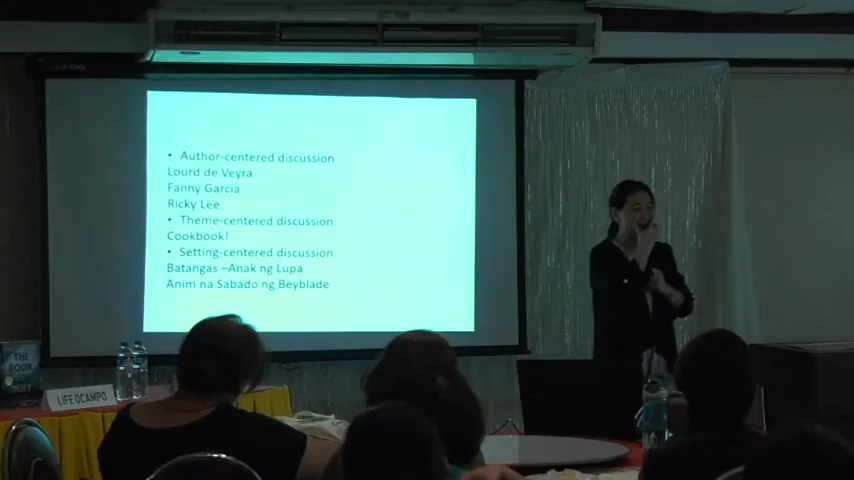 • Author-centered discussion
Lourd de Veyra
Fanny Garcia
Ricky Lee
• Theme-centered discussion
Cookbook!
• Setting-centered discussion
Batangas –Anak ng Lupa
Anim na Sabado ng Beyblade
THE BOOK
LIFE OCAMPO